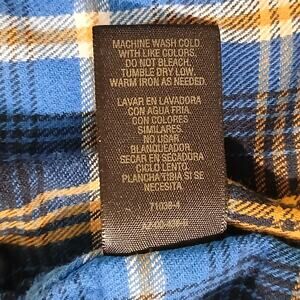 MACHINE WASH COLD.
WITH LIKE COLORS.
DO NOT BLEACH.
TUMBLE DRY LOW.
WARM IRON AS NEEDED.
LAVAR EN LAVADORA
CON AGUA FRIA.
CON COLORES
SIMILARES.
NO USAR
BLANQUEADOR.
SECAR EN SECADORA
CICLO LENTO.
PLANCHA TIBIA SI SE
NECESITA
71038-4